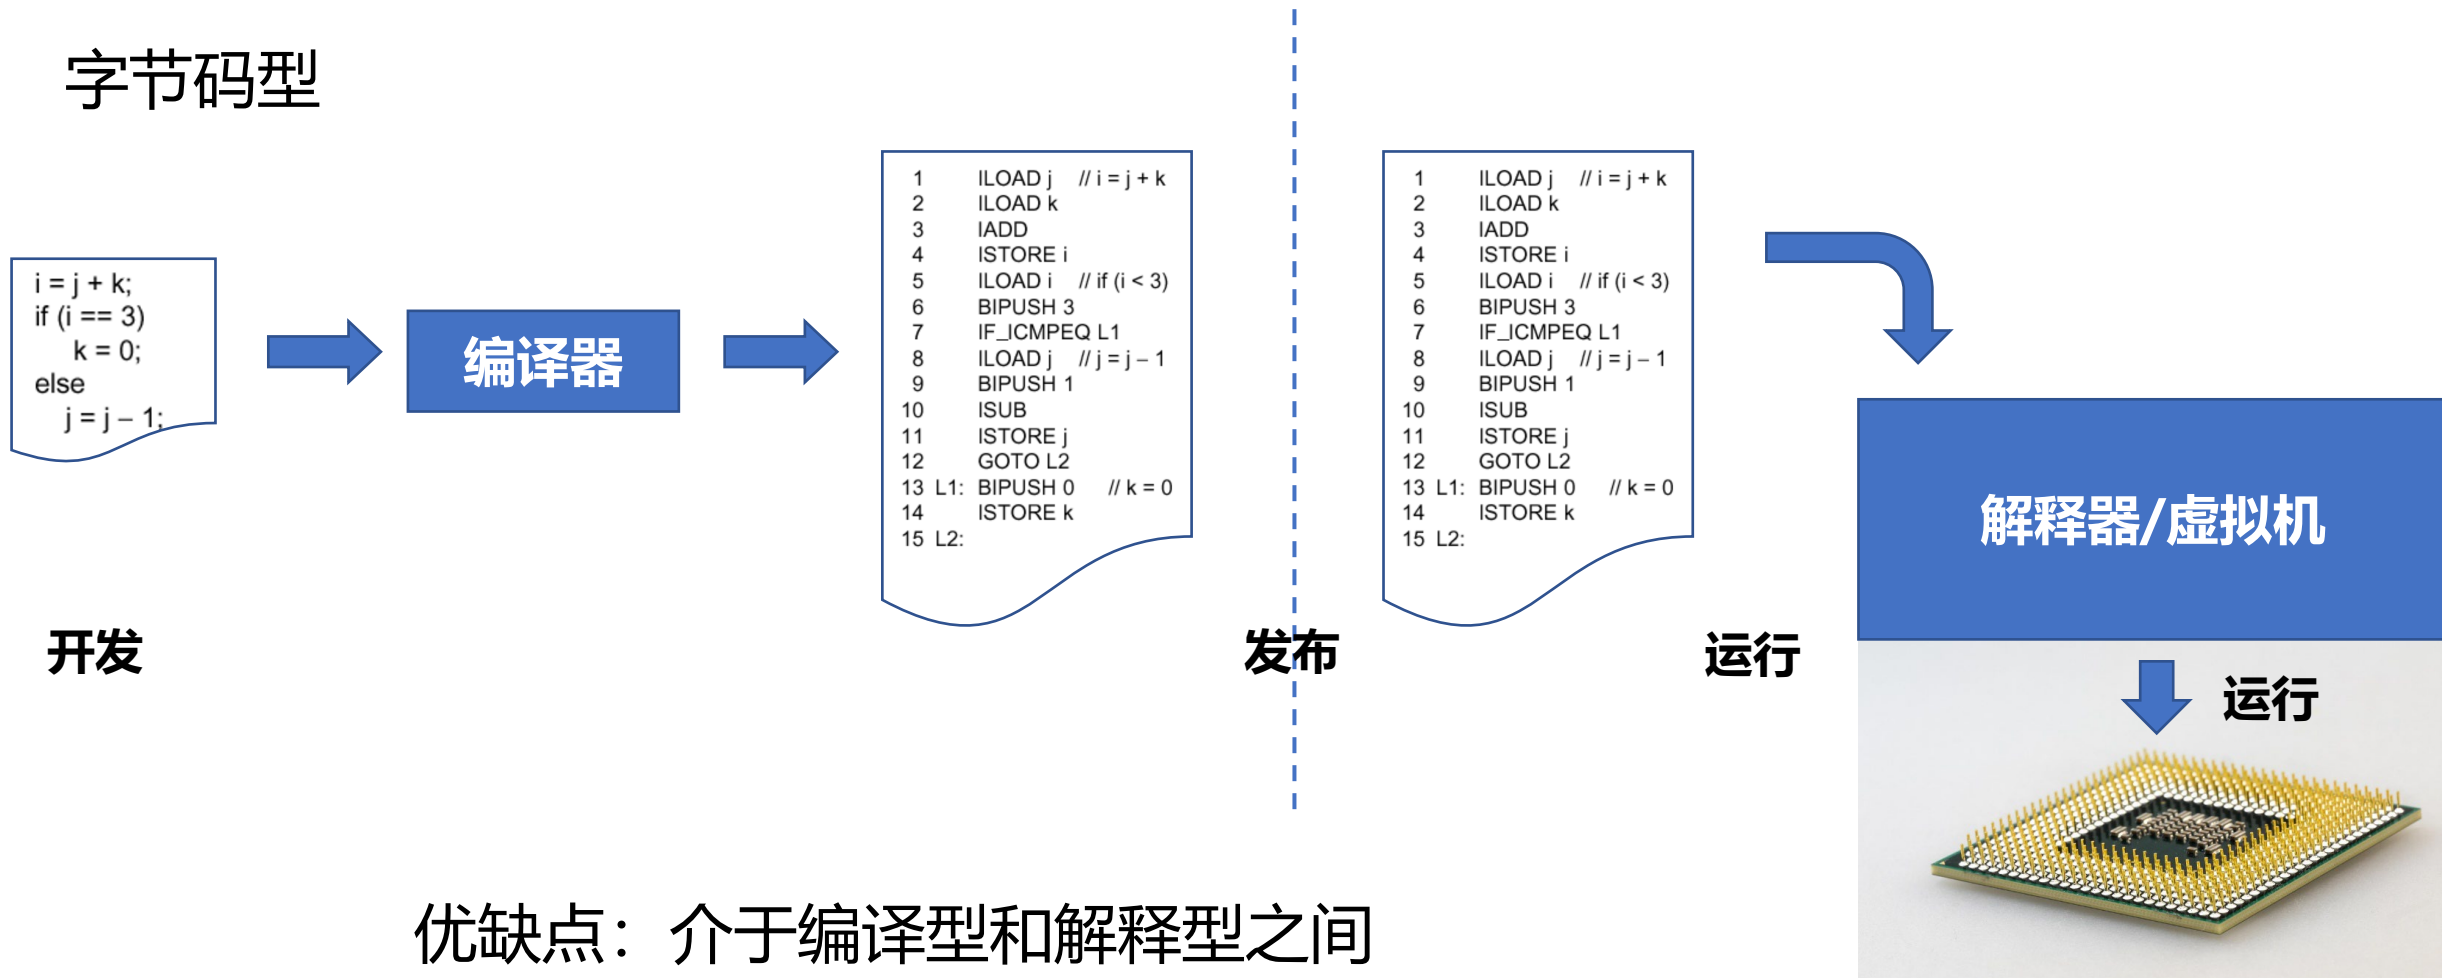 字节码型
i = j + k;
if (i == 3)
k = 0;
else
j = j – 1;
编译器
1 ILOAD j // i = j + k
2 ILOAD k
3 IADD
4 ISTORE i
5 ILOAD i // if (i < 3)
6 BIPUSH 3
7 IF_ICMPEQ L1
8 ILOAD j // j = j – 1
9 BIPUSH 1
10 ISUB
11 ISTORE j
12 GOTO L2
13 L1: BIPUSH 0 // k = 0
14 ISTORE k
15 L2:
1 ILOAD j // i = j + k
2 ILOAD k
3 IADD
4 ISTORE i
5 ILOAD i // if (i < 3)
6 BIPUSH 3
7 IF_ICMPEQ L1
8 ILOAD j // j = j – 1
9 BIPUSH 1
10 ISUB
11 ISTORE j
12 GOTO L2
13 L1: BIPUSH 0 // k = 0
14 ISTORE k
15 L2:
解释器/虚拟机
开发
发布
运行
运行
优缺点：介于编译型和解释型之间